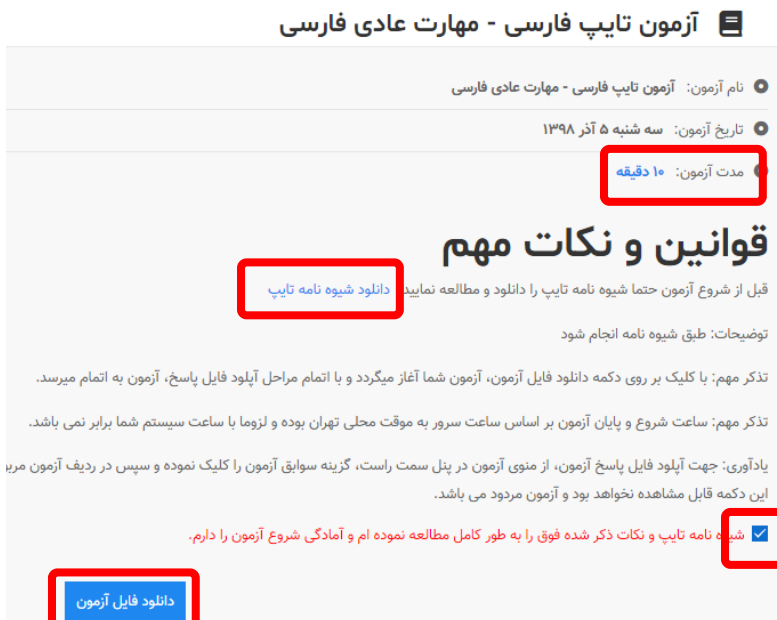 آزمون تایپ فارسی - مهارت عادی فارسی
نام آزمون: آزمون تایپ فارسی - مهارت عادی فارسی
تاریخ آزمون: سه شنبه ۵ آذر ۱۳۹۸
مدت آزمون: ۱۰ دقیقه
قوانین و نکات مهم
قبل از شروع آزمون حتما شیوه نامه تایپ را دانلود و مطالعه نمایید دانلود شیوه نامه تایپ
توضیحات: طبق شیوه نامه انجام شود
تذکر مهم: با کلیک بر روی دکمه دانلود فایل آزمون، آزمون شما آغاز میگردد و با اتمام مراحل آپلود فایل پاسخ، آزمون به اتمام میرسد.
تذکر مهم: ساعت شروع و پایان آزمون بر اساس ساعت سرور به موقت محلی تهران بوده و لزوما با ساعت سیستم شما برابر نمی باشد.
یادآوری: جهت آپلود فایل پاسخ آزمون، از منوی آزمون در پنل سمت راست، گزینه سوابق آزمون را کلیک نموده و سپس در ردیف آزمون
این دکمه قابل مشاهده نخواهد بود و آزمون مردود می باشد.
شیوه نامه تایپ و نکات ذکر شده فوق را به طور کامل مطالعه نموده ام و آمادگی شروع آزمون را دارم.
دانلود فایل آزمون